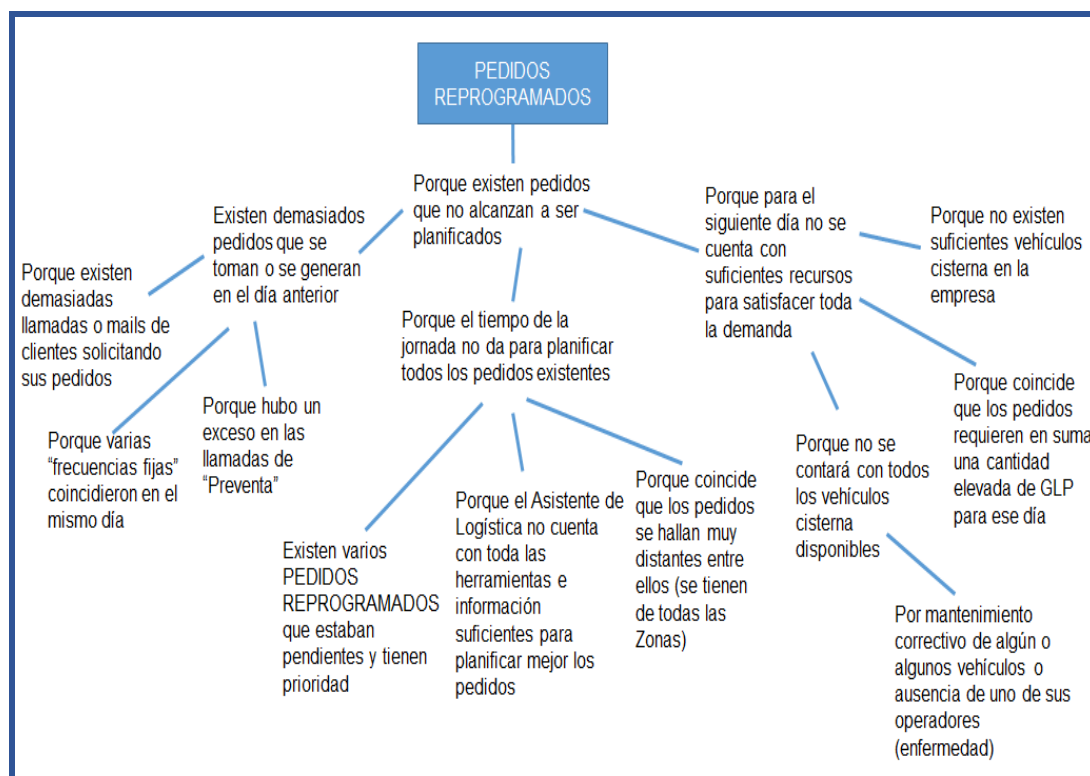 PEDIDOS
REPROGRAMADOS
Porque existen pedidos
que no alcanzan a ser
planificados
Existen demasiados
pedidos que se
toman o se generan
en el día anterior
Porque existen
demasiadas
llamadas o mails de
clientes solicitando
sus pedidos
Porque varias
“frecuencias fijas”
coincidieron en el
mismo día
Porque hubo un
exceso en las
llamadas de
“Preventa”
Porque el tiempo de la
jornada no da para planificar
todos los pedidos existentes
Existen varios
PEDIDOS
REPROGRAMADOS
que estaban
pendientes y tienen
prioridad
Porque el Asistente de
Logística no cuenta
con toda las
herramientas e
información
suficientes para
planificar mejor los
pedidos
Porque coincide
que los pedidos
se hallan muy
distantes entre
ellos (se tienen
de todas las
Zonas)
Porque para el
siguiente día no se
cuenta con
suficientes recursos
para satisfacer toda
la demanda
Porque no existen
suficientes vehículos
cisterna en la
empresa
Porque coincide
que los pedidos
requieren en suma
una cantidad
elevada de GLP
para ese día
Porque no se
contará con todos
los vehículos
cisterna
disponibles
Por mantenimiento
correctivo de algún o
algunos vehículos o
ausencia de uno de sus
operadores
(enfermedad)